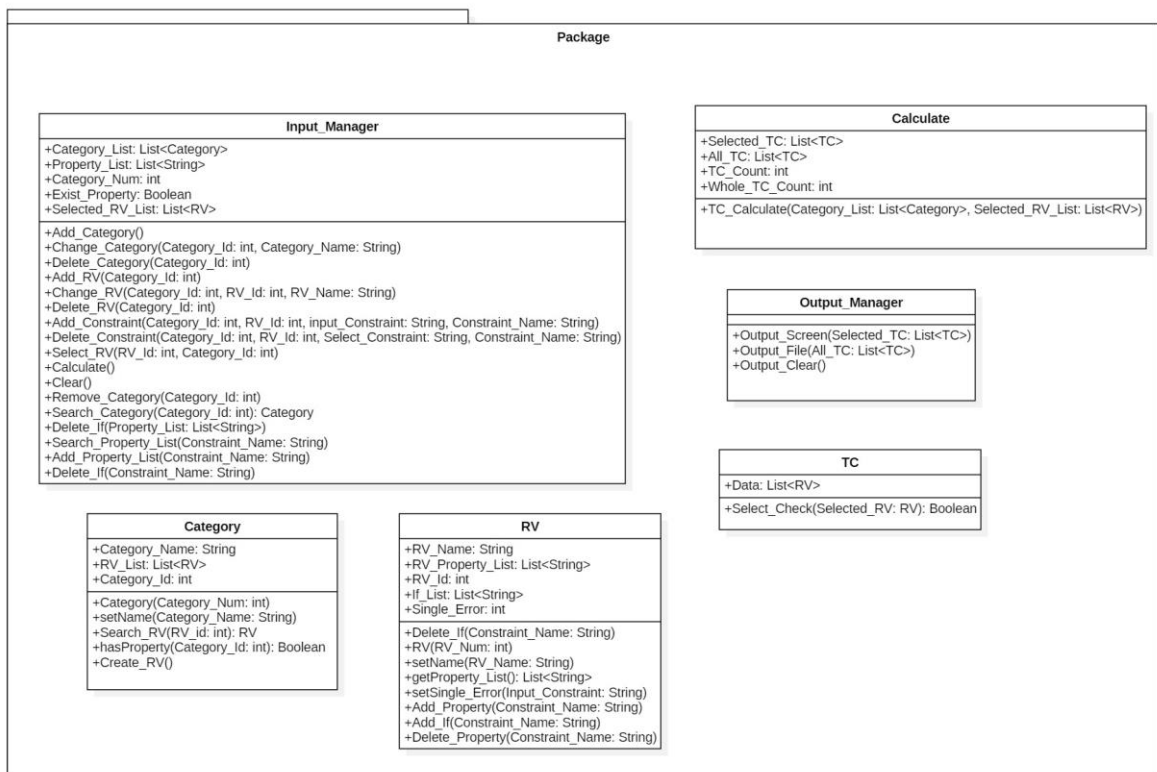 Package
Input_Manager
+Category_List: List<Category>
+Property_List: List<String>
+Category_Num: int
+Exist_Property: Boolean
+Selected_RV_List: List<RV>
+Add_Category()
+Change_Category(Category_Id: int, Category_Name: String)
+Delete_Category(Category_Id: int)
+Add_RV(Category_Id: int)
+Change_RV(Category_Id: int, RV_Id: int, RV_Name: String)
+Delete_RV(Category_Id: int)
+Add_Constraint(Category_Id: int, RV_Id: int, input_Constraint: String, Constraint_Name: String)
+Delete_Constraint(Category_Id: int, RV_Id: int, Select_Constraint: String, Constraint_Name: String)
+Select_RV(RV_Id: int, Category_Id: int)
+Calculate()
+Clear()
+Remove_Category(Category_Id: int)
+Search_Category(Category_Id: int): Category
+Delete_If(Property_List: List<String>)
+Search_Property_List(Constraint_Name: String)
+Add_Property_List(Constraint_Name: String)
+Delete_If(Constraint_Name: String)
Calculate
+Selected_TC: List<TC>
+All_TC: List<TC>
+TC_Count: int
+Whole_TC_Count: int
+TC_Calculate(Category_List: List<Category>, Selected_RV_List: List<RV>)
Output_Manager
+Output_Screen(Selected_TC: List<TC>)
+Output_File(All_TC: List<TC>)
+Output_Clear()
TC
+Data: List<RV>
+Select_Check(Selected_RV: RV): Boolean
Category
+Category_Name: String
+RV_List: List<RV>
+Category_Id: int
+Category(Category_Num: int)
+setName(Category_Name: String)
+Search_RV(RV_id: int): RV
+hasProperty(Category_Id: int): Boolean
+Create_RV()
RV
+RV_Name: String
+RV_Property_List: List<String>
+RV_Id: int
+If_List: List<String>
+Single_Error: int
+Delete_If(Constraint_Name: String)
+RV(RV_Num: int)
+setName(RV_Name: String)
+getProperty_List(): List<String>
+setSingle_Error(Input_Constraint: String)
+Add_Property(Constraint_Name: String)
+Add_If(Constraint_Name: String)
+Delete_Property(Constraint_Name: String)